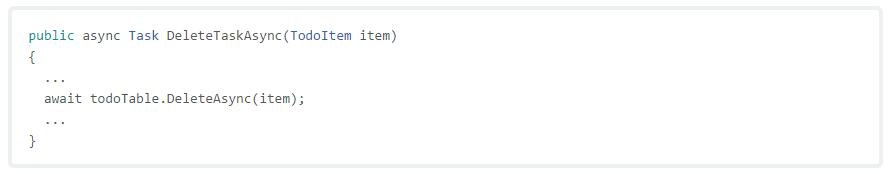 public async Task DeleteTaskAsync(TodoItem item)
{
  ...
  await todoTable.DeleteAsync(item);
  ...
}